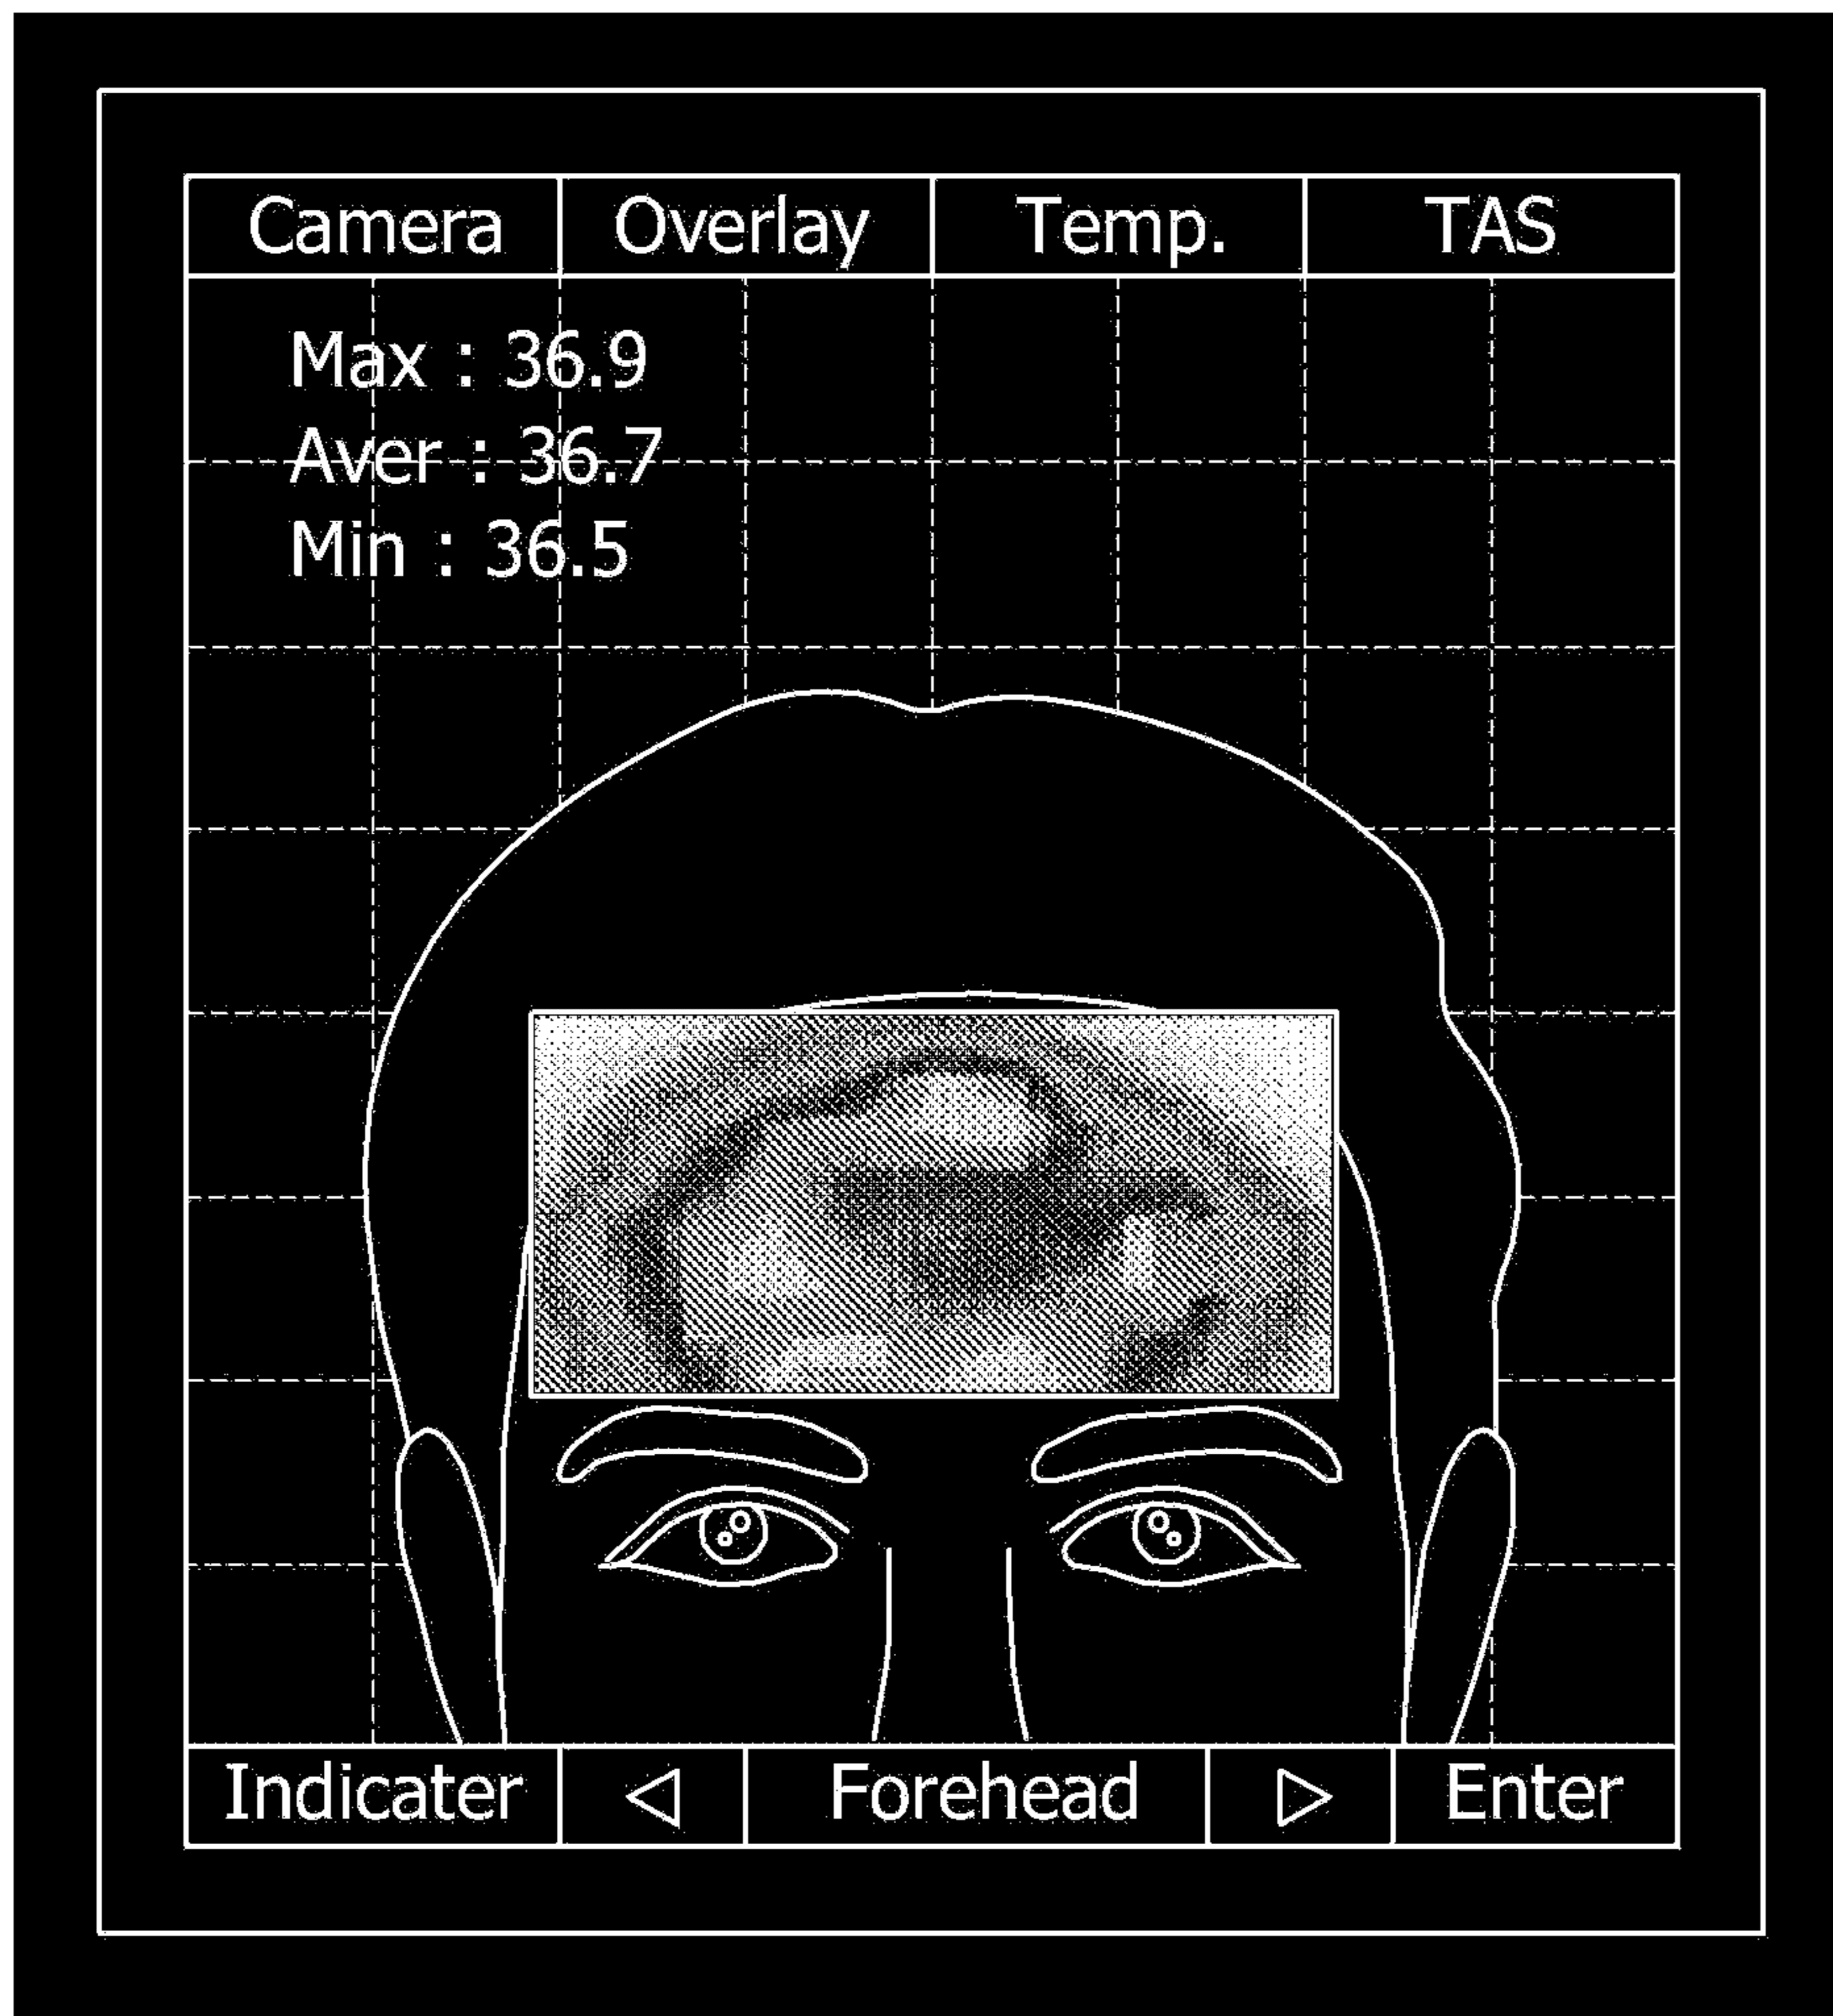 Camera Overlay Temp. TAS
Max : 36.9
Aver : 36.7
Min : 36.5
Indicater Forehead Enter